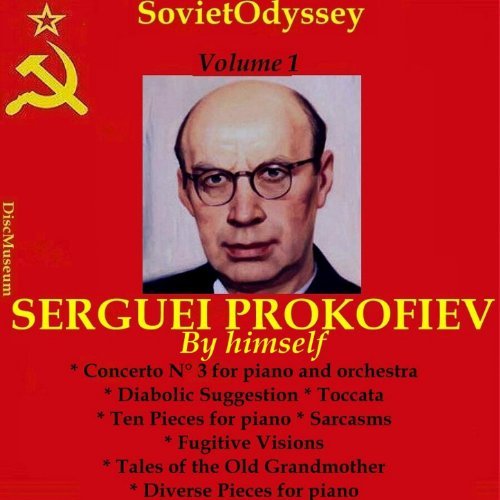 SovietOdyssey
Volume 1
DiscMuseum
SERGUEI PROKOFIEV
By himself
* Concerto N° 3 for piano and orchestra
* Diabolic Suggestion * Toccata
* Ten Pieces for piano * Sarcasms
* Fugitive Visions
* Tales of the Old Grandmother
* Diverse Pieces for piano